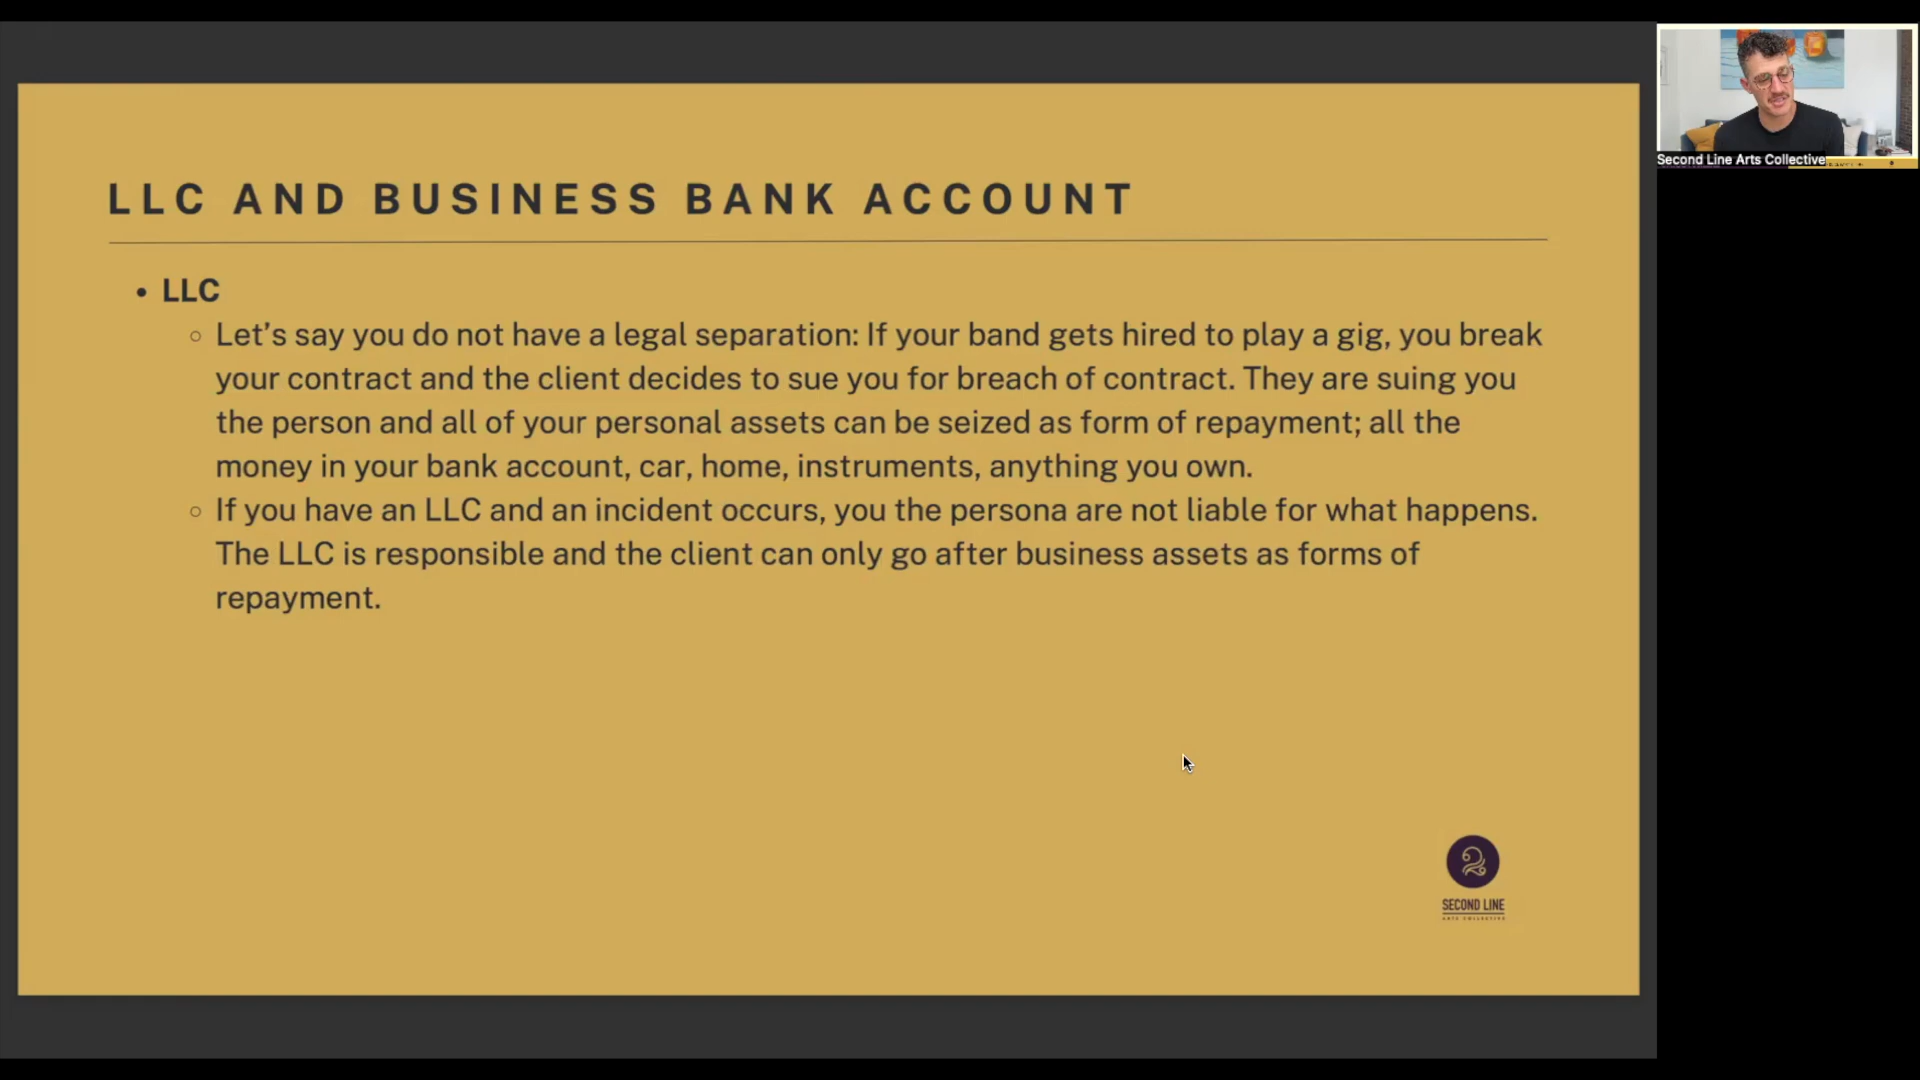 LLC AND BUSINESS BANK ACCOUNT
• LLC
○ Let’s say you do not have a legal separation: If your band gets hired to play a gig, you break
your contract and the client decides to sue you for breach of contract. They are suing you
the person and all of your personal assets can be seized as form of repayment; all the
money in your bank account, car, home, instruments, anything you own.
○ If you have an LLC and an incident occurs, you the persona are not liable for what happens.
The LLC is responsible and the client can only go after business assets as forms of
repayment.
SECOND LINE
ARTS COLLECTIVE
Second Line Arts Collective